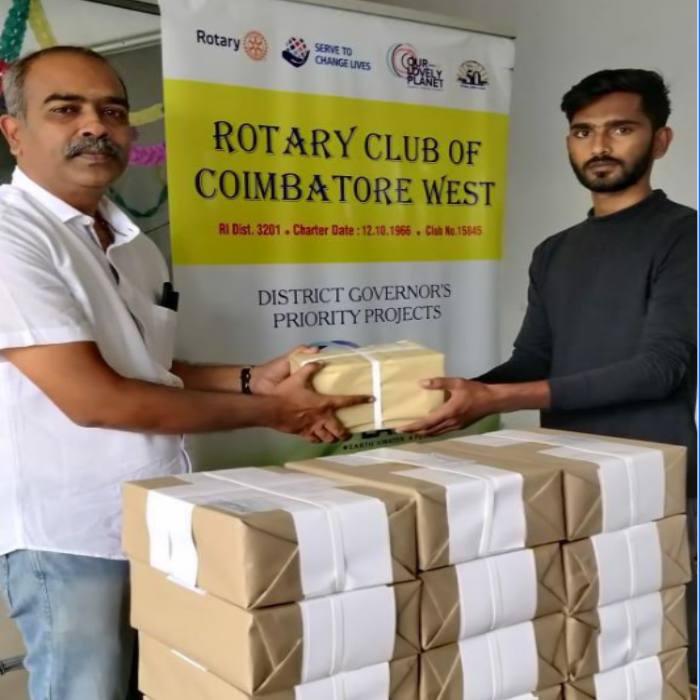 Rotary
SERVE TO
CHANGE LIVES
OUR
LOVELY
PLANET
50
ROTARY CLUB OF
COIMBATORE WEST
RI Dist. 3201 • Charter Date : 12.10.1966 • Club No.15845
DISTRICT GOVERNOR'S
PRIORITY PROJECTS